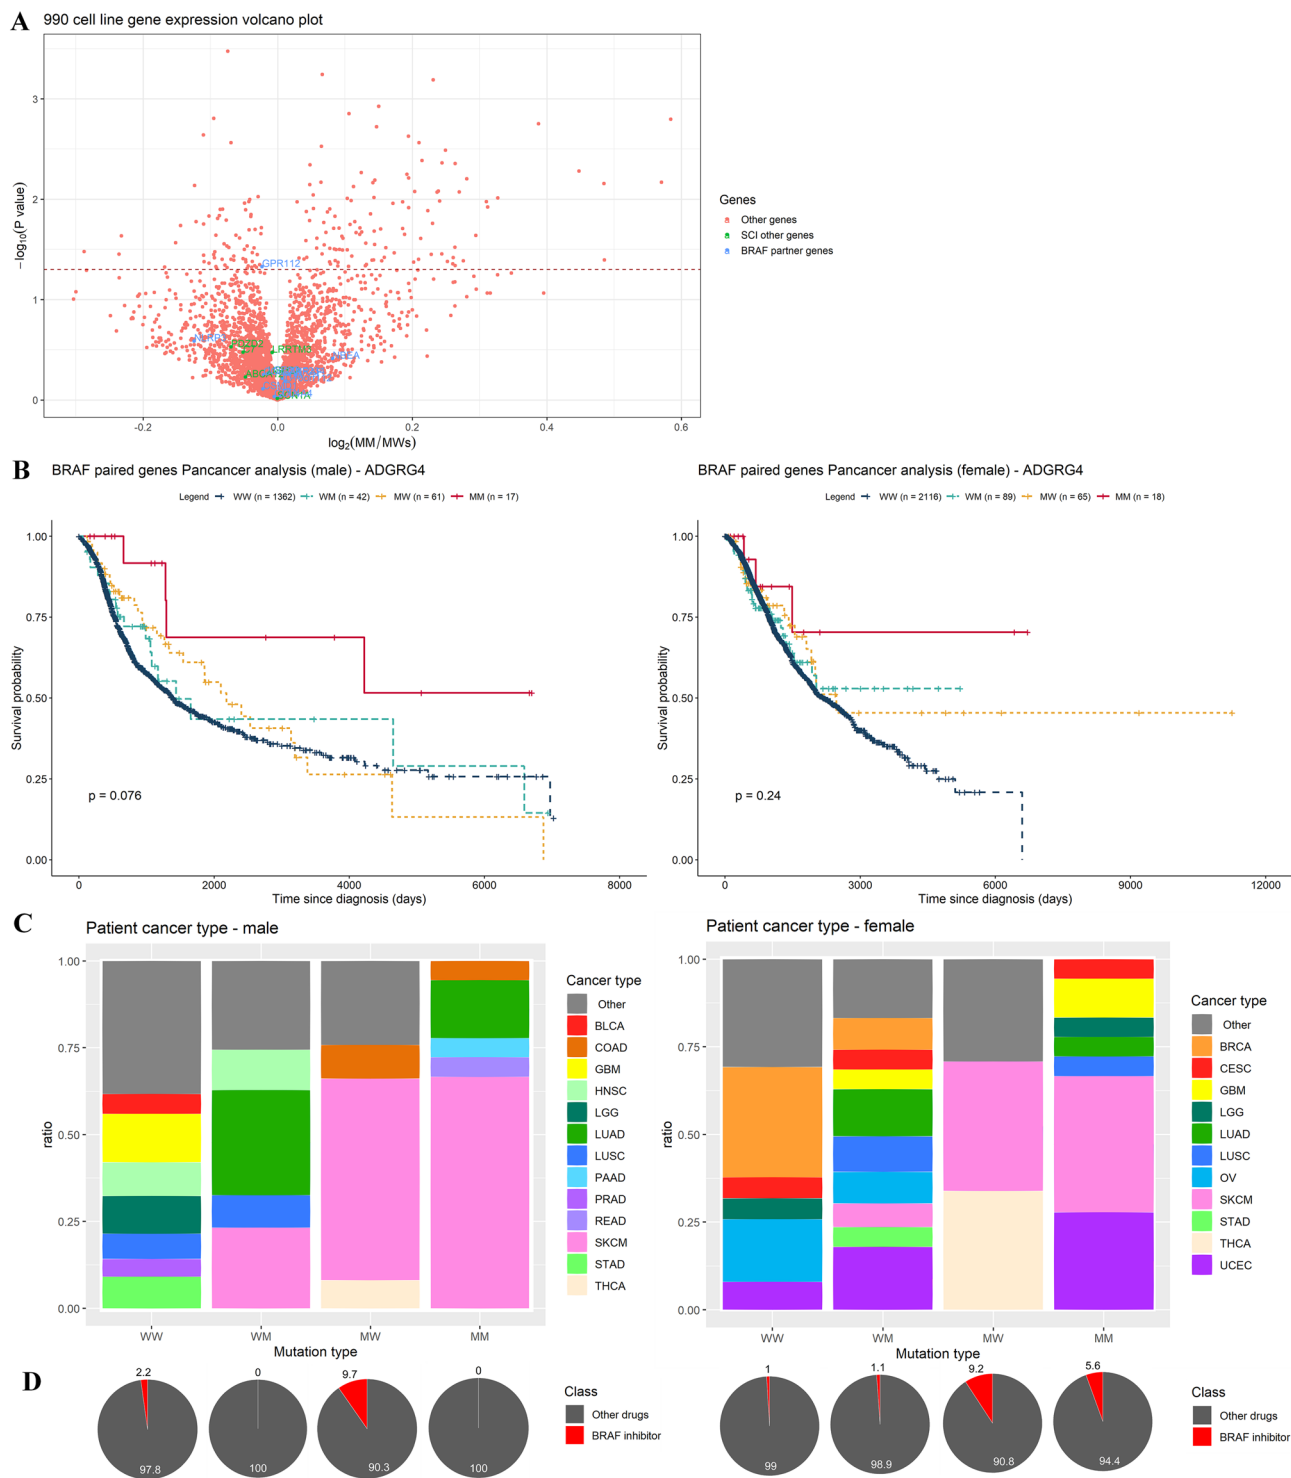 A
990 cell line gene expression volcano plot
−log10(P value)
3
2
1
0
GPR112
LRRTM3
-0.2
0.0
0.2
0.4
0.6
log2(MM/MWs)
Genes
Other genes
SCI other genes
BRAF partner genes
B
BRAF paired genes Pancancer analysis (male) - ADGRG4
Legend WW (n = 1362) WM (n = 42) MW (n = 61) MM (n = 17)
Survival probability
1.00
0.75
0.50
0.25
0.00
p = 0.076
0 2000 4000 6000 8000
Time since diagnosis (days)
BRAF paired genes Pancancer analysis (female) - ADGRG4
Legend WW (n = 2116) WM (n = 89) MW (n = 65) MM (n = 18)
Survival probability
1.00
0.75
0.50
0.25
0.00
p = 0.24
0 3000 6000 9000 12000
Time since diagnosis (days)
C
Patient cancer type - male
ratio
1.00
0.75
0.50
0.25
0.00
WW WM MW MM
Mutation type
Cancer type
Other
BLCA
COAD
GBM
HNSC
LGG
LUAD
LUSC
PAAD
PRAD
READ
SKCM
STAD
THCA
Patient cancer type - female
ratio
1.00
0.75
0.50
0.25
0.00
WW WM MW MM
Mutation type
Cancer type
Other
BRCA
CESC
GBM
LGG
LUAD
LUSC
OV
SKCM
STAD
THCA
UCEC
D
2.2 0 9.7 0
97.8 100 90.3 100
Class
Other drugs
BRAF inhibitor
1 1.1 9.2 5.6
99 98.9 90.8 94.4
Class
Other drugs
BRAF inhibitor